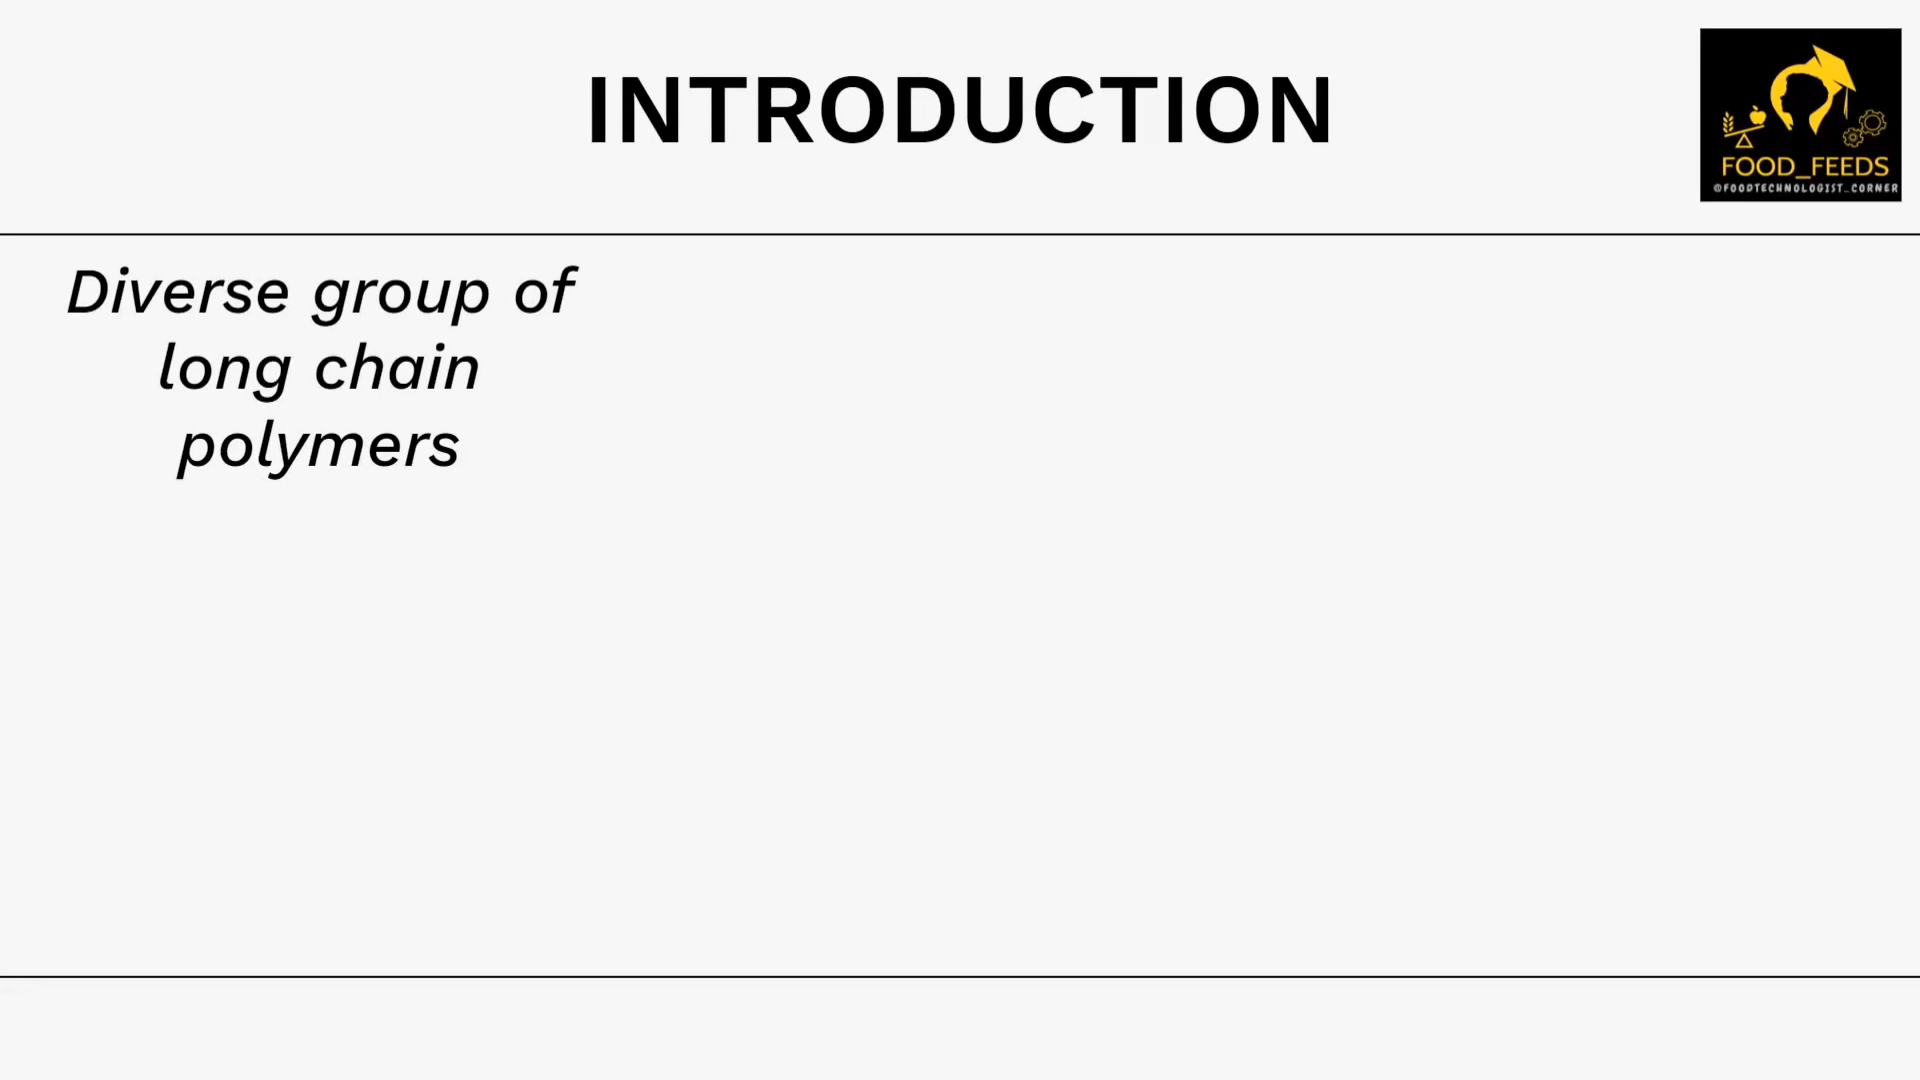 INTRODUCTION
FOOD_FEEDS
@FOODTECHNOLOGIST_CORNER
Diverse group of
long chain
polymers